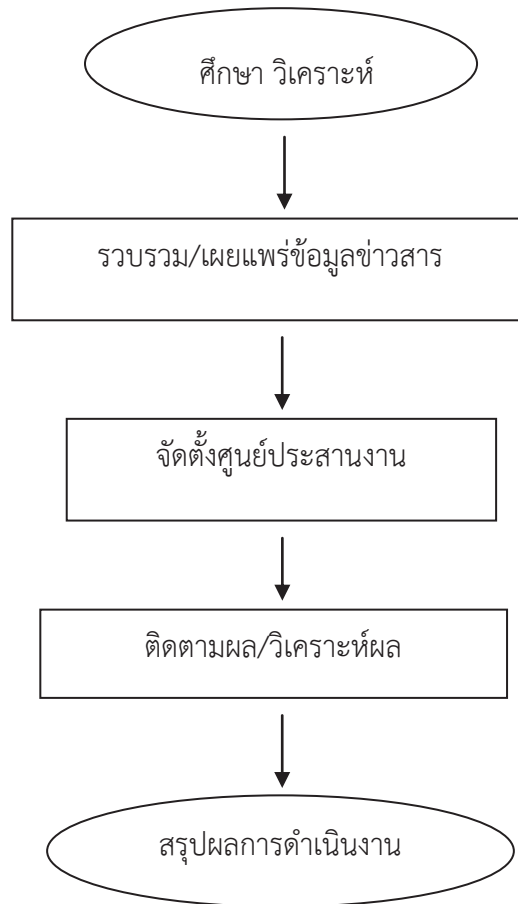 ศึกษา วิเคราะห์
รวบรวม/เผยแพร่ข้อมูลข่าวสาร
จัดตั้งศูนย์ประสานงาน
ติดตามผล/วิเคราะห์ผล
สรุปผลการดำเนินงาน